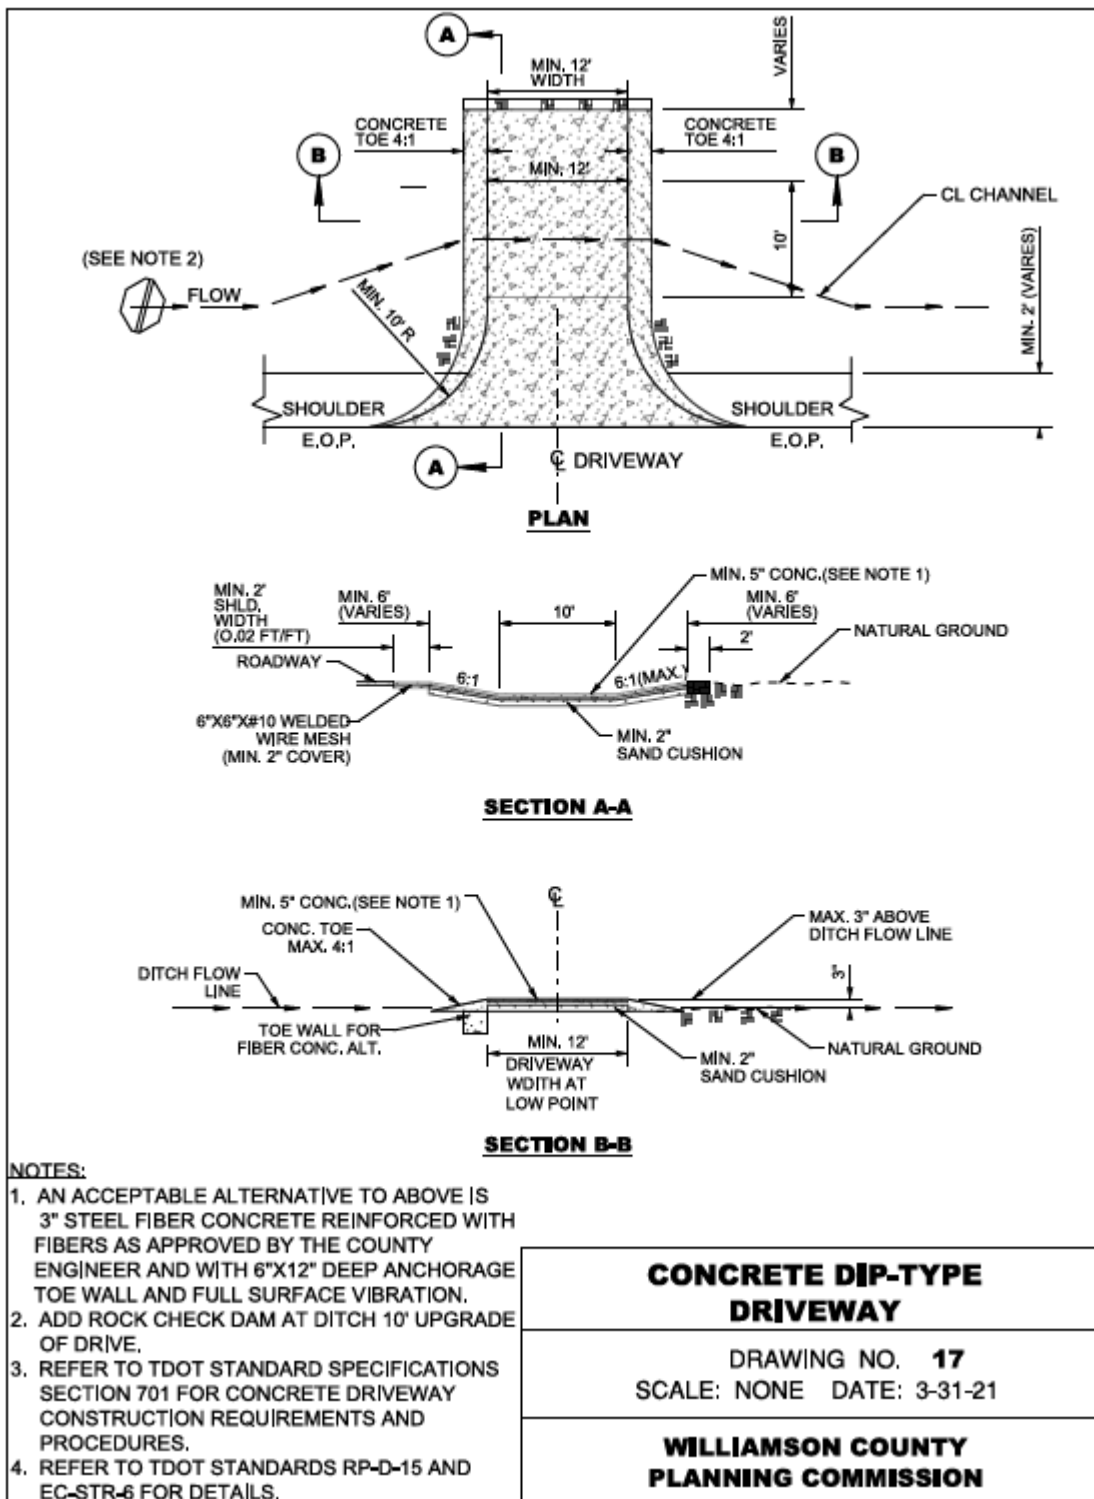 A
MIN. 12'
WIDTH
VARIES
CONCRETE
TOE 4:1
CONCRETE
TOE 4:1
B
B
MIN. 12'
CL CHANNEL
10'
(SEE NOTE 2)
FLOW
MIN. 10' R
MIN. 2' (VAIRES)
SHOULDER
SHOULDER
E.O.P.
E.O.P.
A
CL DRIVEWAY
PLAN
MIN. 5" CONC.(SEE NOTE 1)
MIN. 2'
SHLD.
WIDTH
(O.02 FT/FT)
MIN. 6'
(VARIES)
10'
MIN. 6'
(VARIES)
2'
NATURAL GROUND
ROADWAY
6:1
6:1(MAX.)
6"X6"X#10 WELDED
WIRE MESH
(MIN. 2" COVER)
MIN. 2"
SAND CUSHION
SECTION A-A
CL
MIN. 5" CONC.(SEE NOTE 1)
CONC. TOE
MAX. 4:1
MAX. 3" ABOVE
DITCH FLOW LINE
DITCH FLOW
LINE
3"
TOE WALL FOR
FIBER CONC. ALT.
MIN. 12'
DRIVEWAY
WDITH AT
LOW POINT
MIN. 2"
SAND CUSHION
NATURAL GROUND
SECTION B-B
NOTES:
1. AN ACCEPTABLE ALTERNATIVE TO ABOVE IS
3" STEEL FIBER CONCRETE REINFORCED WITH
FIBERS AS APPROVED BY THE COUNTY
ENGINEER AND WITH 6"X12" DEEP ANCHORAGE
TOE WALL AND FULL SURFACE VIBRATION.
2. ADD ROCK CHECK DAM AT DITCH 10' UPGRADE
OF DRIVE.
3. REFER TO TDOT STANDARD SPECIFICATIONS
SECTION 701 FOR CONCRETE DRIVEWAY
CONSTRUCTION REQUIREMENTS AND
PROCEDURES.
4. REFER TO TDOT STANDARDS RP-D-15 AND
EC-STR-6 FOR DETAILS.
CONCRETE DIP-TYPE
DRIVEWAY
DRAWING NO. 17
SCALE: NONE DATE: 3-31-21
WILLIAMSON COUNTY
PLANNING COMMISSION